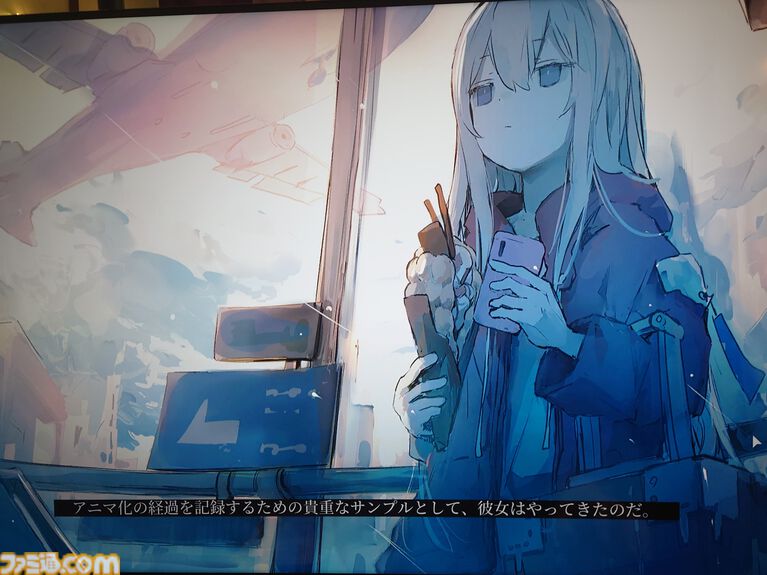 アニマ化の経過を記録するための貴重なサンプルとして、彼女はやってきたのだ。
ファミ通.com